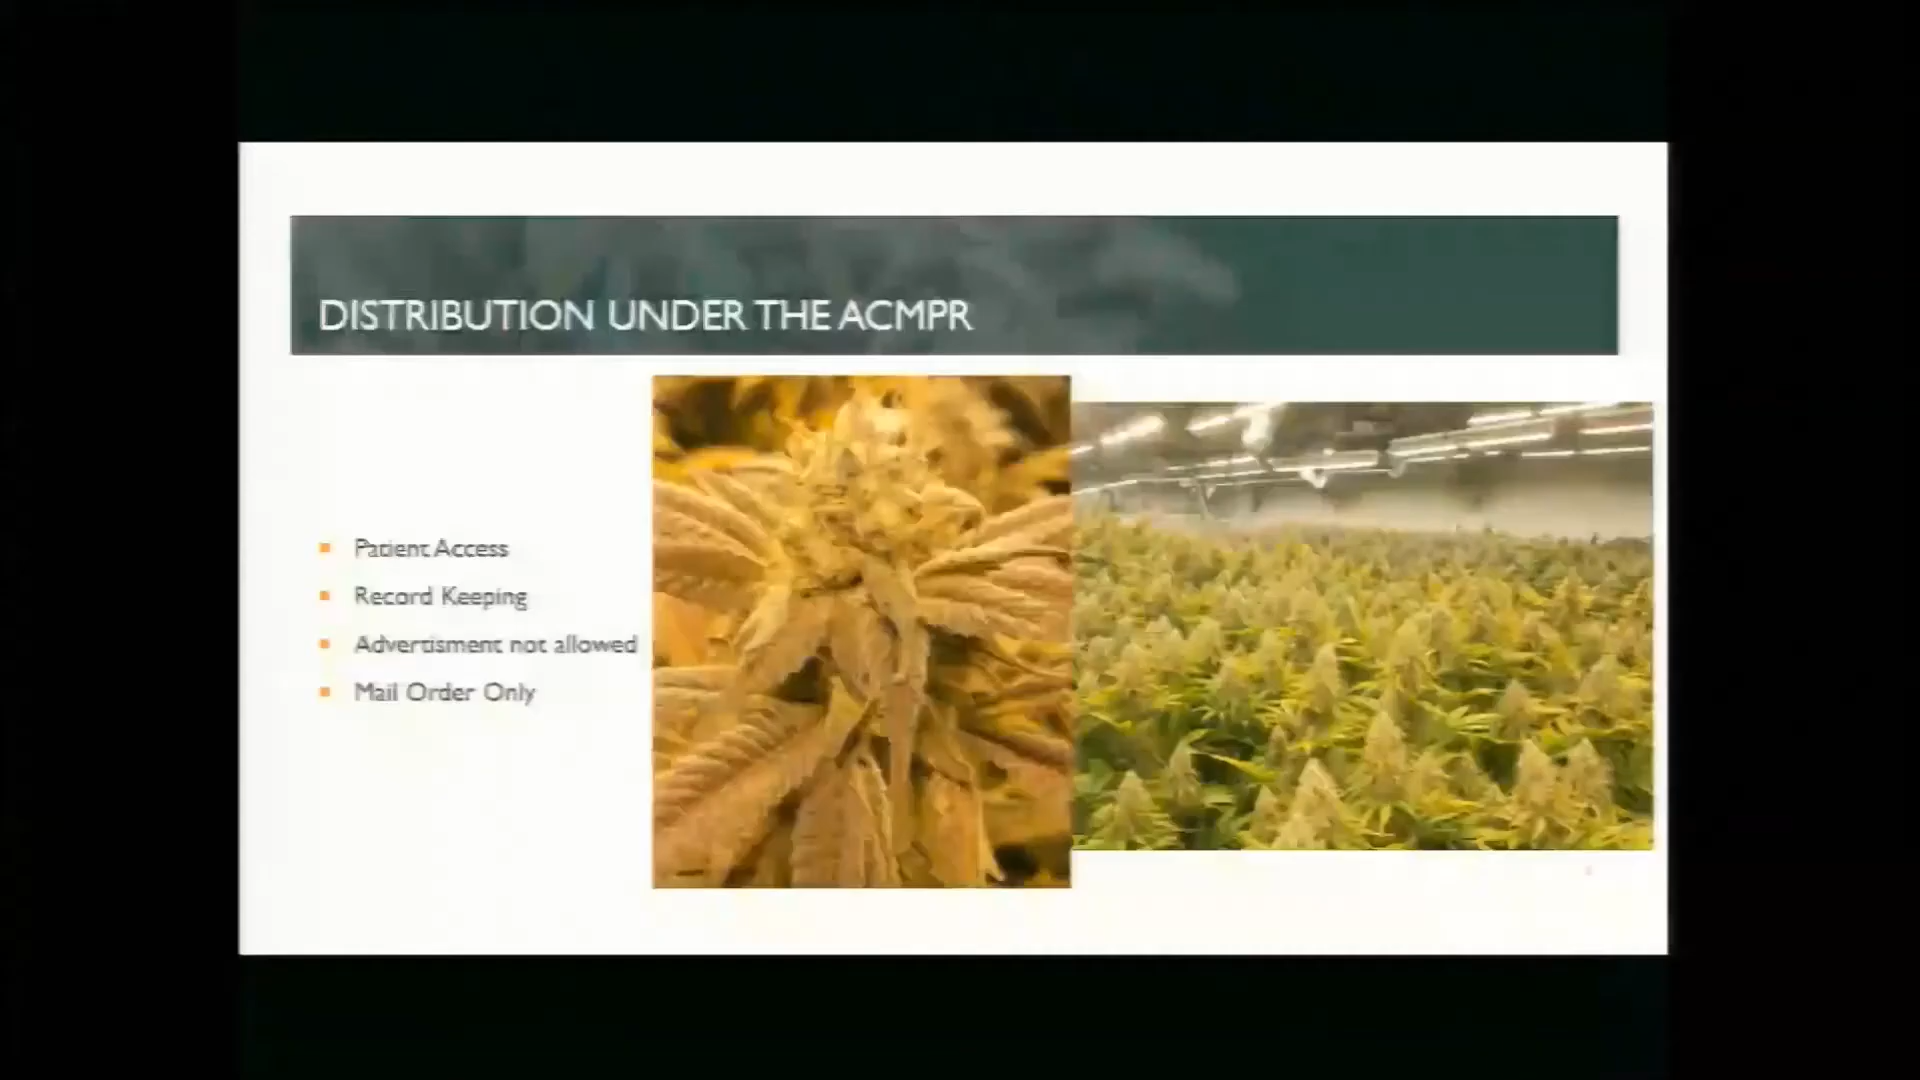 DISTRIBUTION UNDER THE ACMPR
Patient Access
Record Keeping
Advertisment not allowed
Mail Order Only